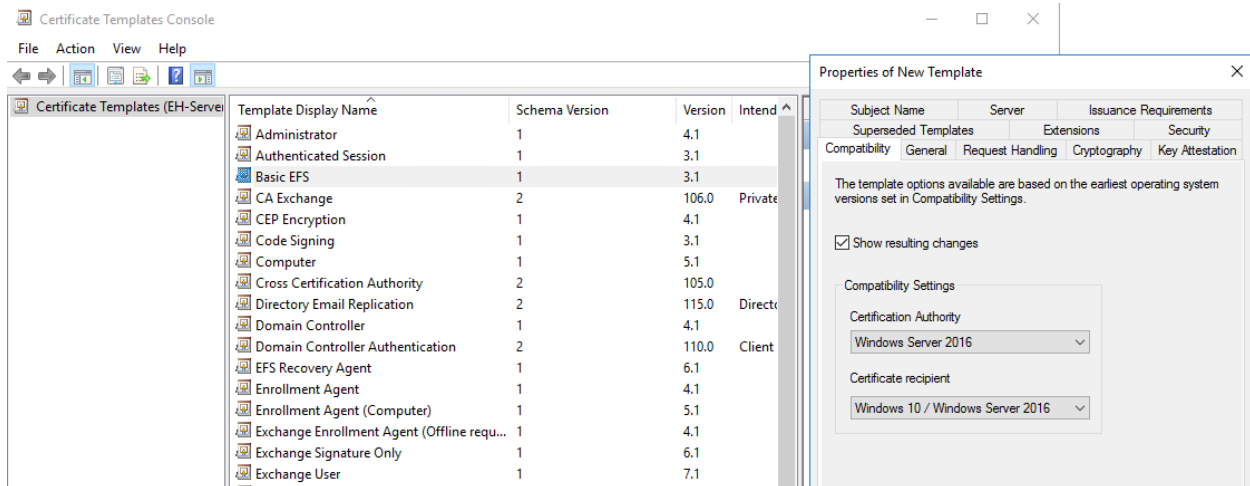 Certificate Templates Console
File Action View Help
Certificate Templates (EH-Server
Template Display Name Schema Version Version Intend
Administrator 1 4.1
Authenticated Session 1 3.1
Basic EFS 1 3.1
CA Exchange 2 106.0 Private
CEP Encryption 1 4.1
Code Signing 1 3.1
Computer 1 5.1
Cross Certification Authority 2 105.0
Directory Email Replication 2 115.0 Directo
Domain Controller 1 4.1
Domain Controller Authentication 2 110.0 Client
EFS Recovery Agent 1 6.1
Enrollment Agent 1 4.1
Enrollment Agent (Computer) 1 5.1
Exchange Enrollment Agent (Offline requ... 1 4.1
Exchange Signature Only 1 6.1
Exchange User 1 7.1
Properties of New Template
Subject Name Server Issuance Requirements
Superseded Templates Extensions Security
Compatibility General Request Handling Cryptography Key Attestation
The template options available are based on the earliest operating system
versions set in Compatibility Settings.
Show resulting changes
Compatibility Settings
Certification Authority
Windows Server 2016
Certificate recipient
Windows 10 / Windows Server 2016